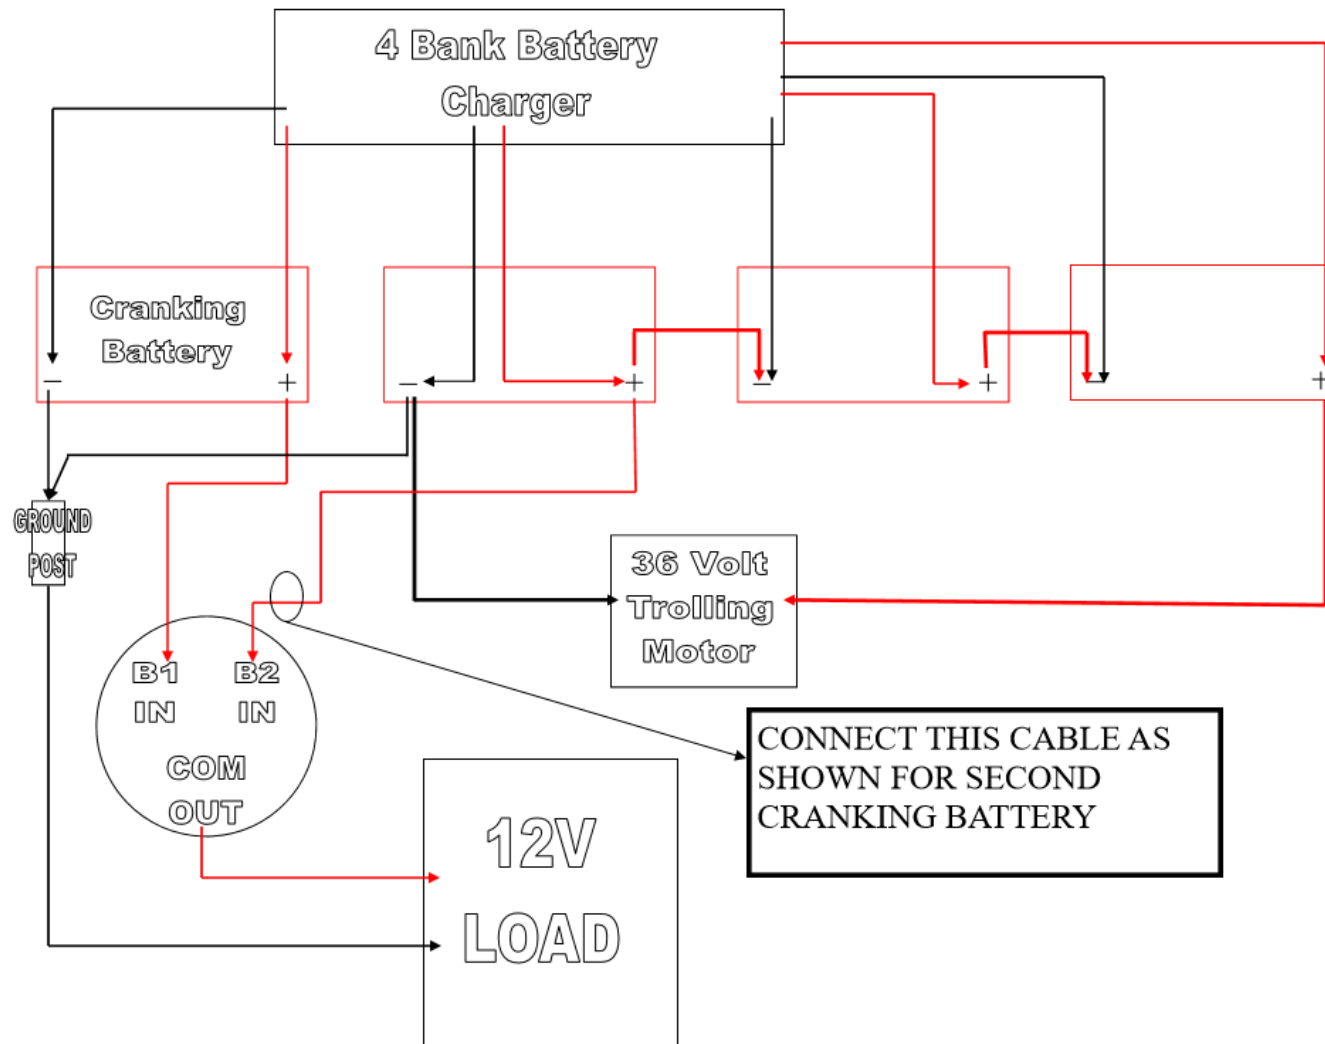 4 Bank Battery
Charger
Cranking
Battery
− +
− +
− +
− +
GROUND
POST
36 Volt
Trolling
Motor
B1
IN
B2
IN
COM
OUT
CONNECT THIS CABLE AS
SHOWN FOR SECOND
CRANKING BATTERY
12V
LOAD